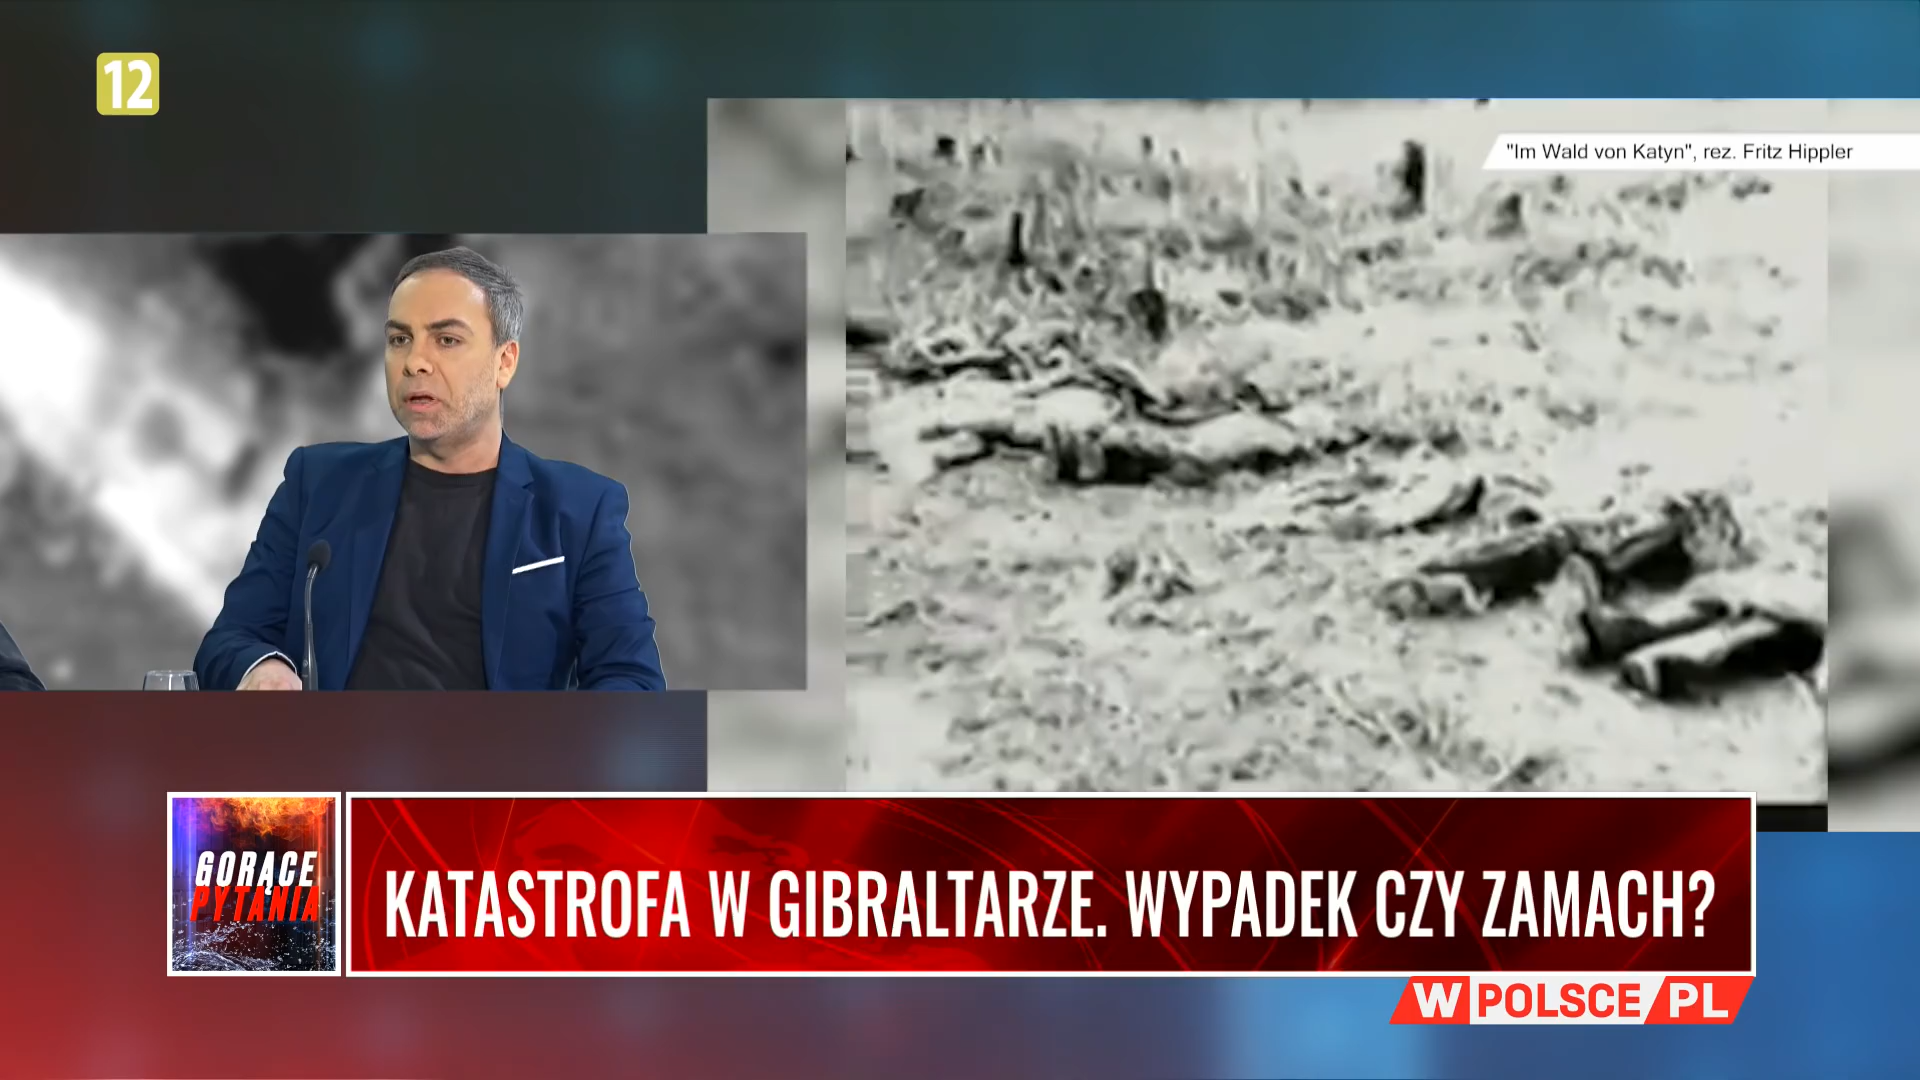 12
"Im Wald von Katyn", rez. Fritz Hippler
GORĄCE
PYTANIA
KATASTROFA W GIBRALTARZE. WYPADEK CZY ZAMACH?
W POLSCE/PL